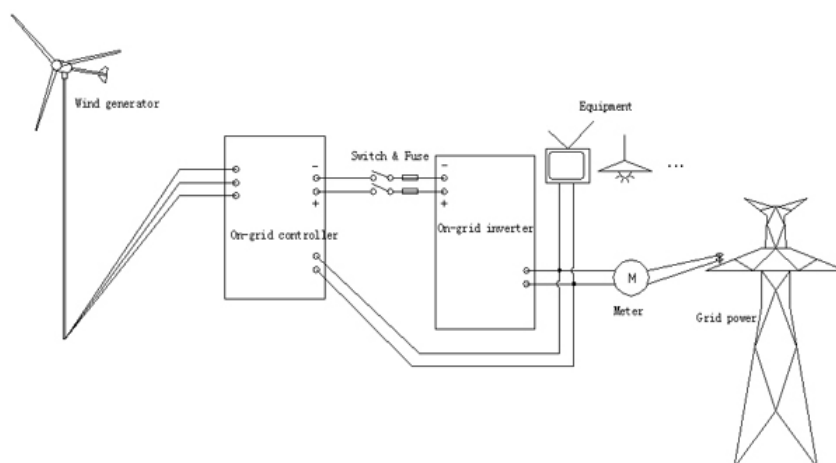 Wind generator
Equipment
Switch & Fuse
...
-
-
+
+
On-grid controller
On-grid inverter
M
Meter
Grid power